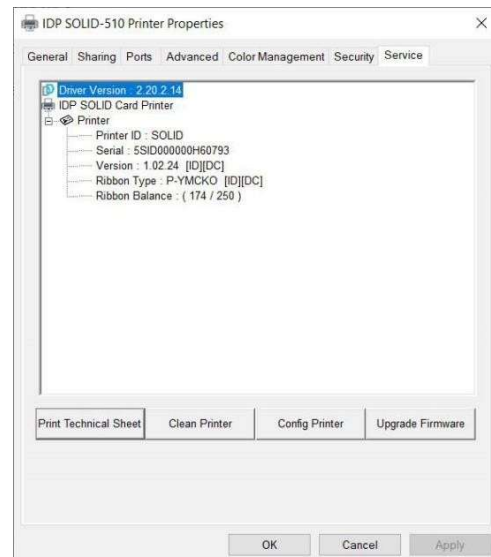 IDP SOLID-510 Printer Properties
General Sharing Ports Advanced Color Management Security Service
Driver Version : 2.20.2.14
IDP SOLID Card Printer
Printer
Printer ID : SOLID
Serial : 5SID000000H60793
Version : 1.02.24 [ID][DC]
Ribbon Type : P-YMCKO [ID][DC]
Ribbon Balance : ( 174 / 250 )
Print Technical Sheet Clean Printer Config Printer Upgrade Firmware
OK Cancel Apply